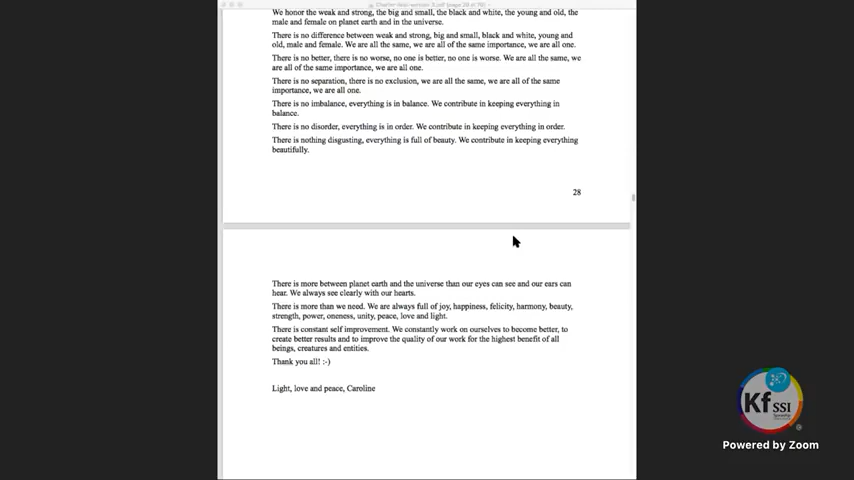 We honor the weak and strong, the big and small, the black and white, the young and old, the
male and female on planet earth and in the universe.
There is no difference between weak and strong, big and small, black and white, young and
old, male and female. We are all the same, we are all of the same importance, we are all one.
There is no better, there is no worse, no one is better, no one is worse. We are all the same, we
are all of the same importance, we are all one.
There is no separation, there is no exclusion, we are all the same, we are all of the same
importance, we are all one.
There is no imbalance, everything is in balance. We contribute in keeping everything in
balance.
There is no disorder, everything is in order. We contribute in keeping everything in order.
There is nothing disgusting, everything is full of beauty. We contribute in keeping everything
beautifully.
28
There is more between planet earth and the universe than our eyes can see and our ears can
hear. We always see clearly with our hearts.
There is more than we need. We are always full of joy, happiness, felicity, harmony, beauty,
strength, power, oneness, unity, peace, love and light.
There is constant self improvement. We constantly work on ourselves to become better, to
create better results and to improve the quality of our work for the highest benefit of all
beings, creatures and entities.
Thank you all! :-)
Light, love and peace, Caroline
Kf SSI
Powered by Zoom